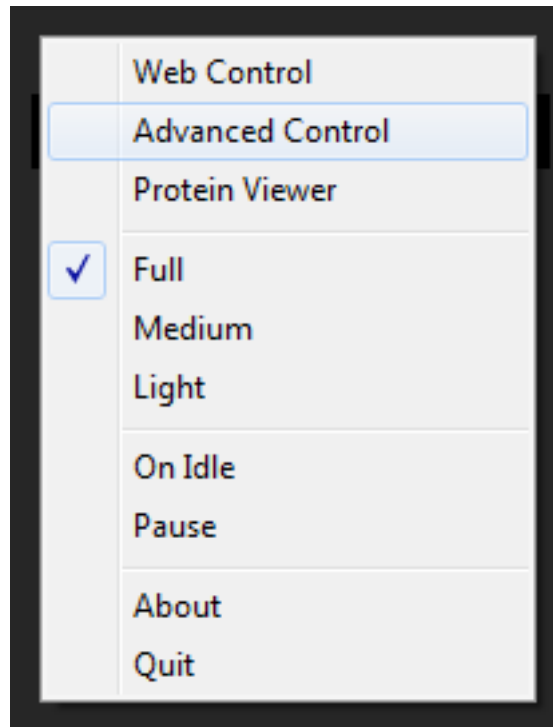 Web Control
Advanced Control
Protein Viewer
Full
Medium
Light
On Idle
Pause
About
Quit